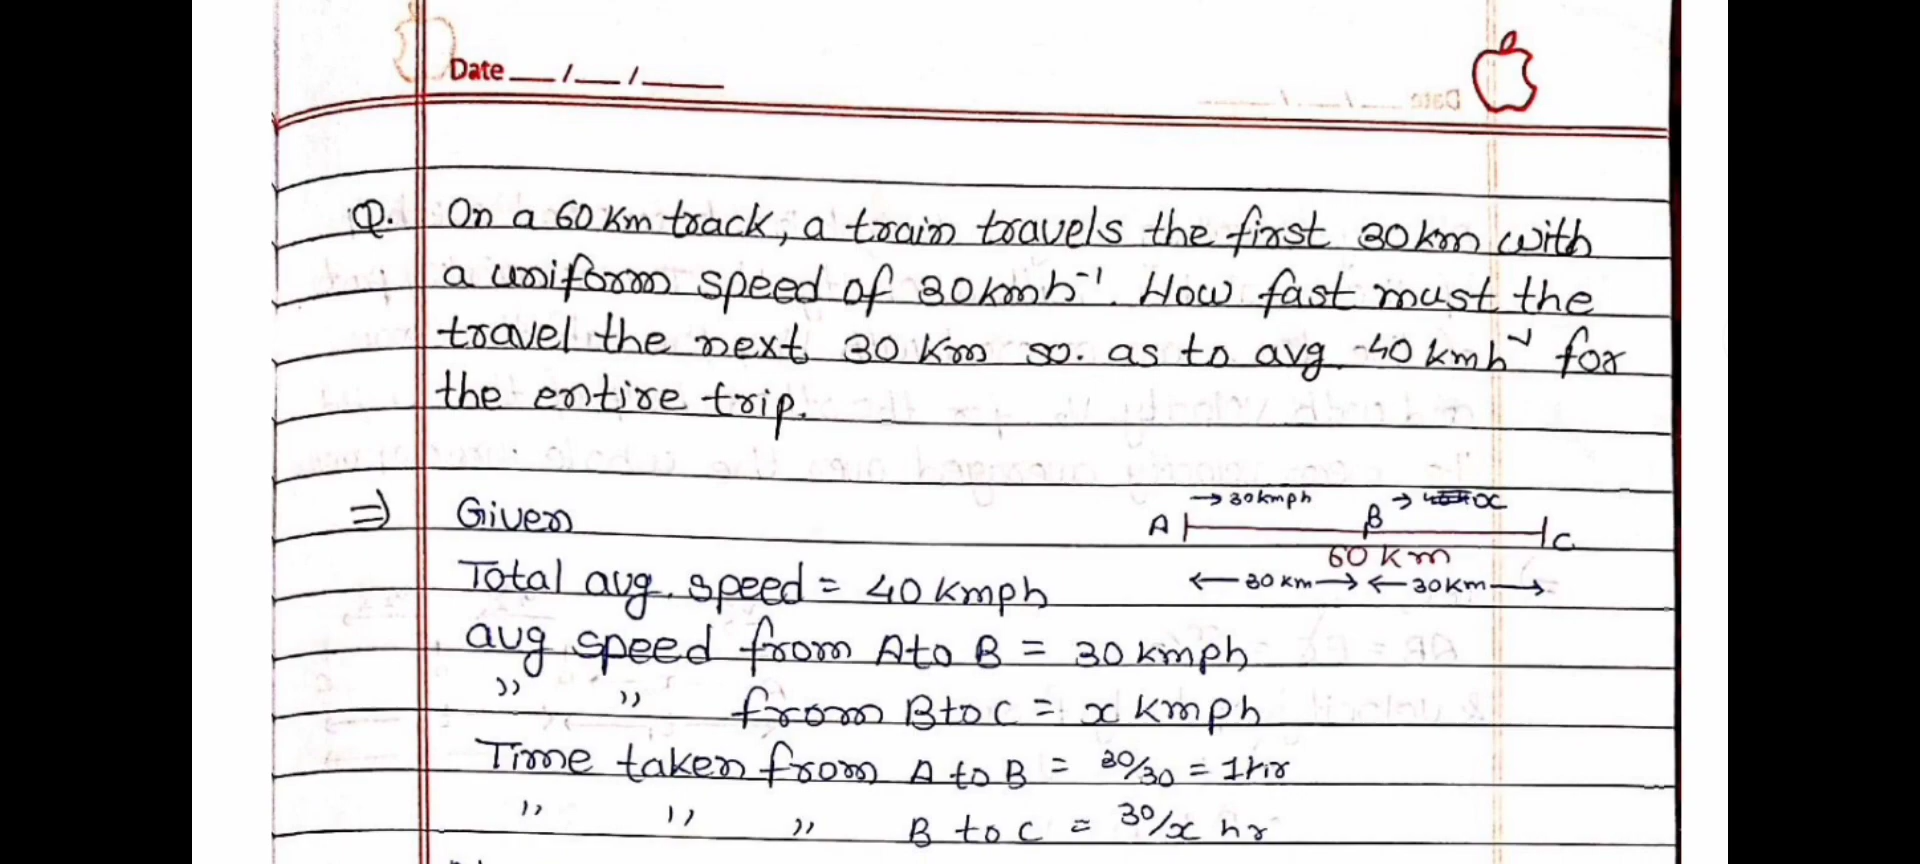 Date __/__/____
Q. On a 60 Km track, a train travels the first 30 km with
a uniform speed of 30 kmh⁻¹. How fast must the
travel the next 30 Km so. as to avg. 40 kmh⁻¹ for
the entire trip.
⇒ Given
→ 30 kmph B → x
A C
60 Km
← 30 km → ← 30 Km →
Total avg. speed = 40 Kmph
avg speed from A to B = 30 kmph
,, ,, from B to C = x kmph
Time taken from A to B = 30/30 = 1 hr
,, ,, ,, B to C = 30/x hr